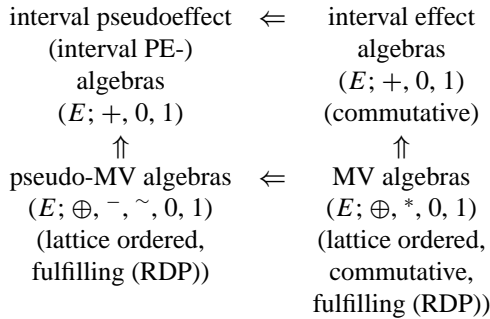 interval pseudoeffect ⇐ interval effect
(interval PE-) algebras
algebras (E; +, 0, 1)
(E; +, 0, 1) (commutative)
⇑ ⇑
pseudo-MV algebras ⇐ MV algebras
(E; ⊕, ⁻, ~, 0, 1) (E; ⊕, *, 0, 1)
(lattice ordered, (lattice ordered,
fulfilling (RDP)) commutative,
fulfilling (RDP))